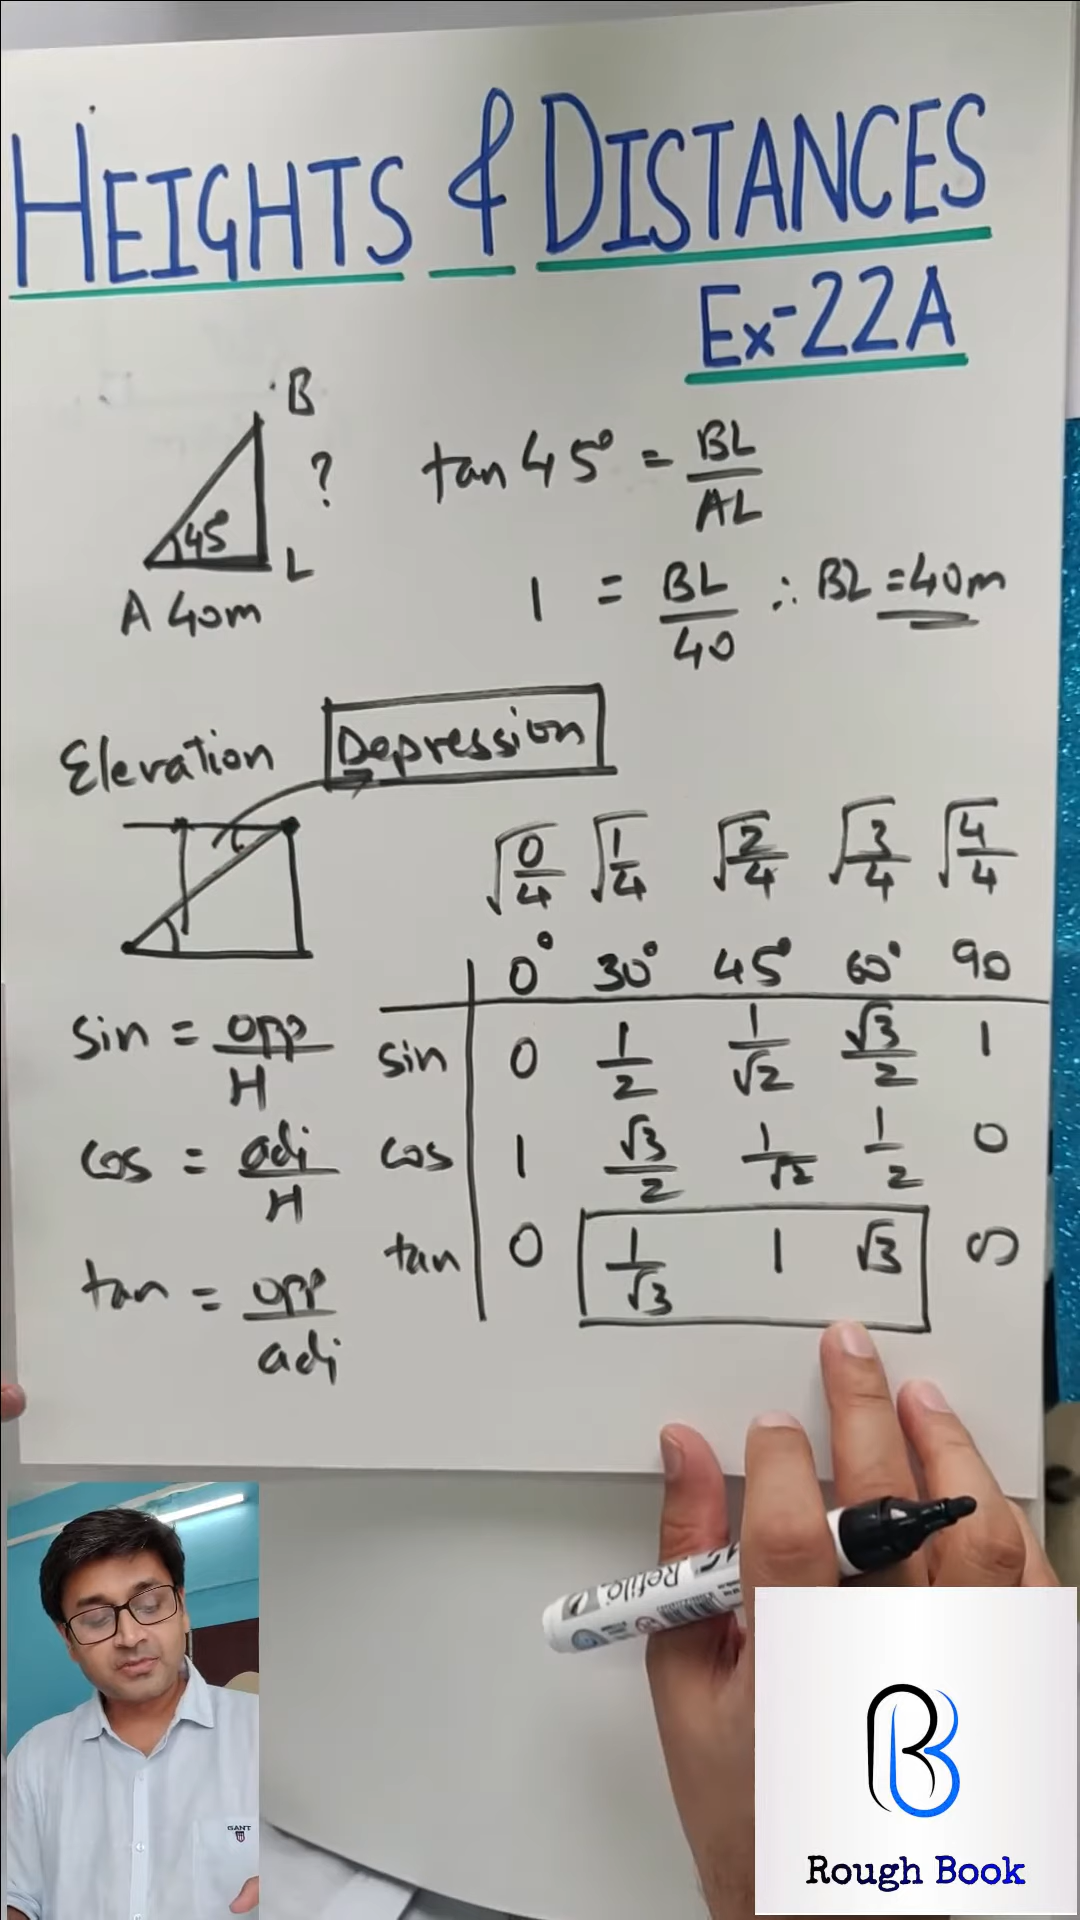 HEIGHTS & DISTANCES
Ex-22A
B
?
45°
L
A 40m
tan 45° = BL/AL
1 = BL/40 ∴ BL = 40m
Elevation Depression
√0/4 √1/4 √2/4 √3/4 √4/4
0° 30° 45° 60° 90
sin 0 1/2 1/√2 √3/2 1
cos 1 √3/2 1/√2 1/2 0
tan 0 1/√3 1 √3 ∞
sin = opp/H
cos = adj/H
tan = opp/adj
Refilo
GANT
B
Rough Book